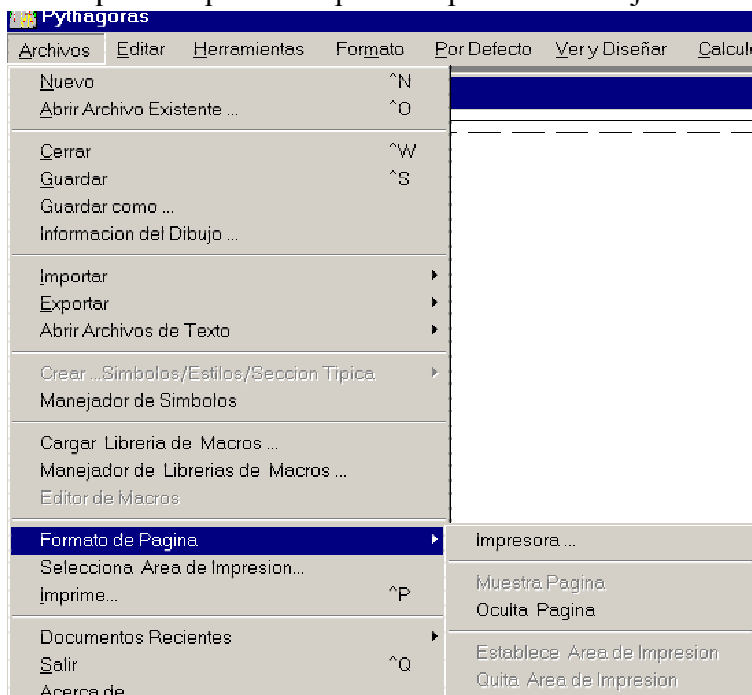 Pythagoras
Archivos Editar Herramientas Formato Por Defecto Ver y Diseñar Calcul
Nuevo ^N
Abrir Archivo Existente ... ^O
Cerrar ^W
Guardar ^S
Guardar como ...
Informacion del Dibujo ...
Importar
Exportar
Abrir Archivos de Texto
Crear ...Simbolos/Estilos/Seccion Tipica
Manejador de Simbolos
Cargar Libreria de Macros ...
Manejador de Librerias de Macros ...
Editor de Macros
Formato de Pagina Impresora ...
Selecciona Area de Impresion...
Muestra Pagina
Imprime... ^P
Oculta Pagina
Documentos Recientes
Establece Area de Impresion
Salir ^Q
Quita Area de Impresion
Acerca de